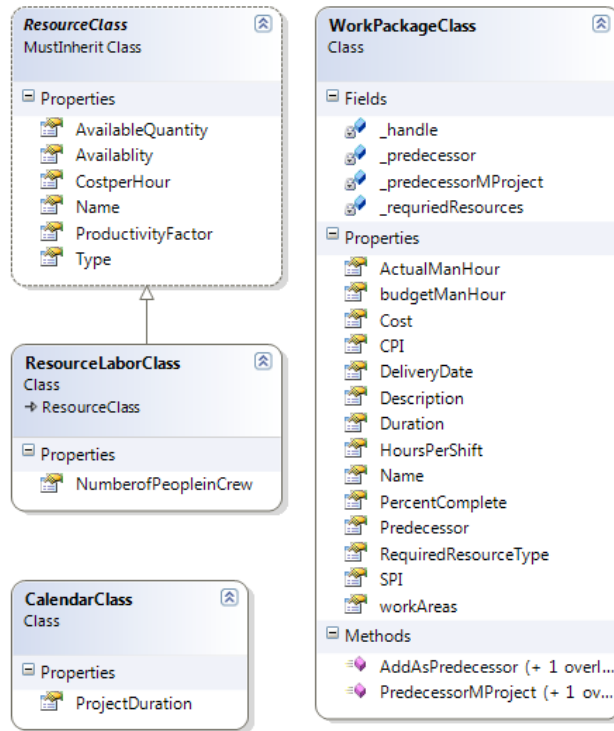 ResourceClass
MustInherit Class
Properties
AvailableQuantity
Availablity
CostperHour
Name
ProductivityFactor
Type
ResourceLaborClass
Class
ResourceClass
Properties
NumberofPeopleinCrew
CalendarClass
Class
Properties
ProjectDuration
WorkPackageClass
Class
Fields
_handle
_predecessor
_predecessorMProject
_requriedResources
Properties
ActualManHour
budgetManHour
Cost
CPI
DeliveryDate
Description
Duration
HoursPerShift
Name
PercentComplete
Predecessor
RequiredResourceType
SPI
workAreas
Methods
AddAsPredecessor (+ 1 overl...
PredecessorMProject (+ 1 ov...